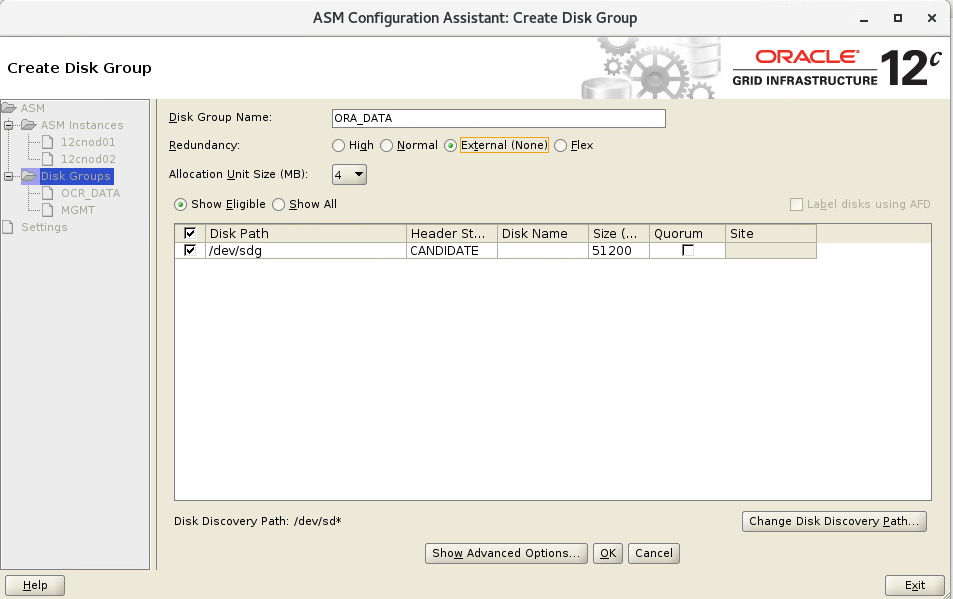 ASM Configuration Assistant: Create Disk Group
Create Disk Group
ORACLE
GRID INFRASTRUCTURE 12c
ASM
ASM Instances
12cnod01
12cnod02
Disk Groups
OCR_DATA
MGMT
Settings
Disk Group Name: ORA_DATA
Redundancy: High Normal External (None) Flex
Allocation Unit Size (MB): 4
Show Eligible Show All Label disks using AFD
Disk Path Header St... Disk Name Size (... Quorum Site
/dev/sdg CANDIDATE 51200
Disk Discovery Path: /dev/sd* Change Disk Discovery Path...
Show Advanced Options... OK Cancel
Help Exit